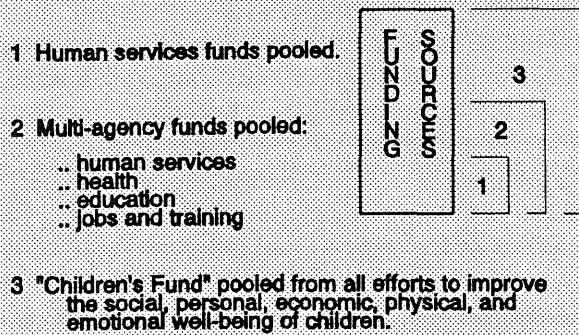 1 Human services funds pooled.
2 Multi-agency funds pooled:
.. human services
.. health
.. education
.. jobs and training
3 "Children's Fund" pooled from all efforts to improve
the social, personal, economic, physical, and
emotional well-being of children.
FUNDING
SOURCES
3
2
1